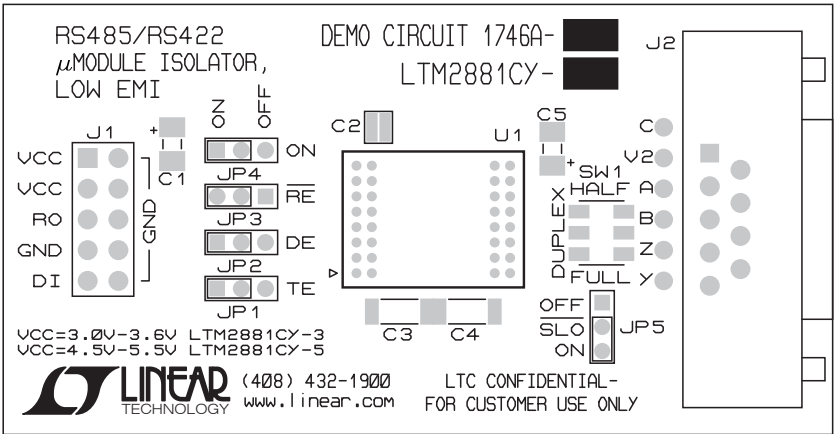 RS485/RS422
µMODULE ISOLATOR,
LOW EMI
DEMO CIRCUIT 1746A-
LTM2881CY-
J2
J1
VCC
VCC
RO
GND
DI
GND
+
C1
ON
OFF
ON
JP4
RE
JP3
DE
JP2
TE
JP1
C2
U1
C5
+
C3
C4
SW1
HALF
DUPLEX
FULL
C
V2
A
B
Z
Y
OFF
SLO
ON
JP5
VCC=3.0V-3.6V LTM2881CY-3
VCC=4.5V-5.5V LTM2881CY-5
LINEAR
TECHNOLOGY
(408) 432-1900
www.linear.com
LTC CONFIDENTIAL-
FOR CUSTOMER USE ONLY